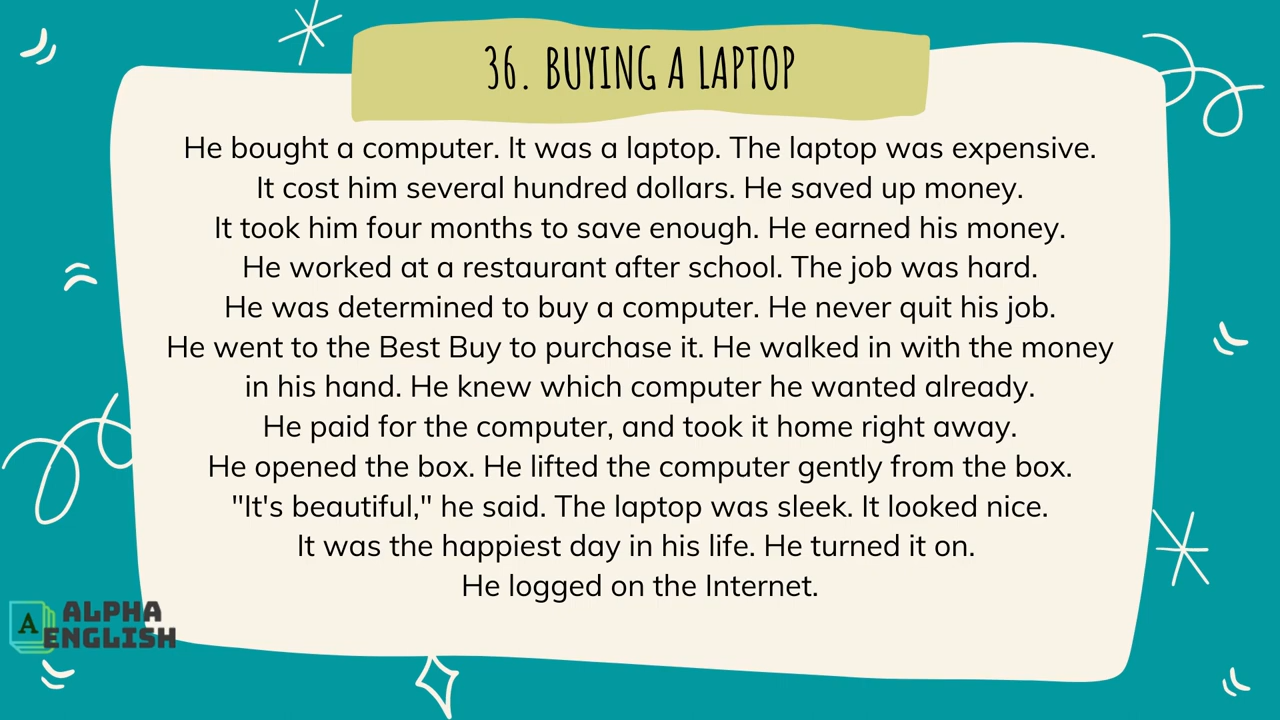 36. BUYING A LAPTOP
He bought a computer. It was a laptop. The laptop was expensive.
It cost him several hundred dollars. He saved up money.
It took him four months to save enough. He earned his money.
He worked at a restaurant after school. The job was hard.
He was determined to buy a computer. He never quit his job.
He went to the Best Buy to purchase it. He walked in with the money
in his hand. He knew which computer he wanted already.
He paid for the computer, and took it home right away.
He opened the box. He lifted the computer gently from the box.
"It's beautiful," he said. The laptop was sleek. It looked nice.
It was the happiest day in his life. He turned it on.
He logged on the Internet.
A
ALPHA
ENGLISH